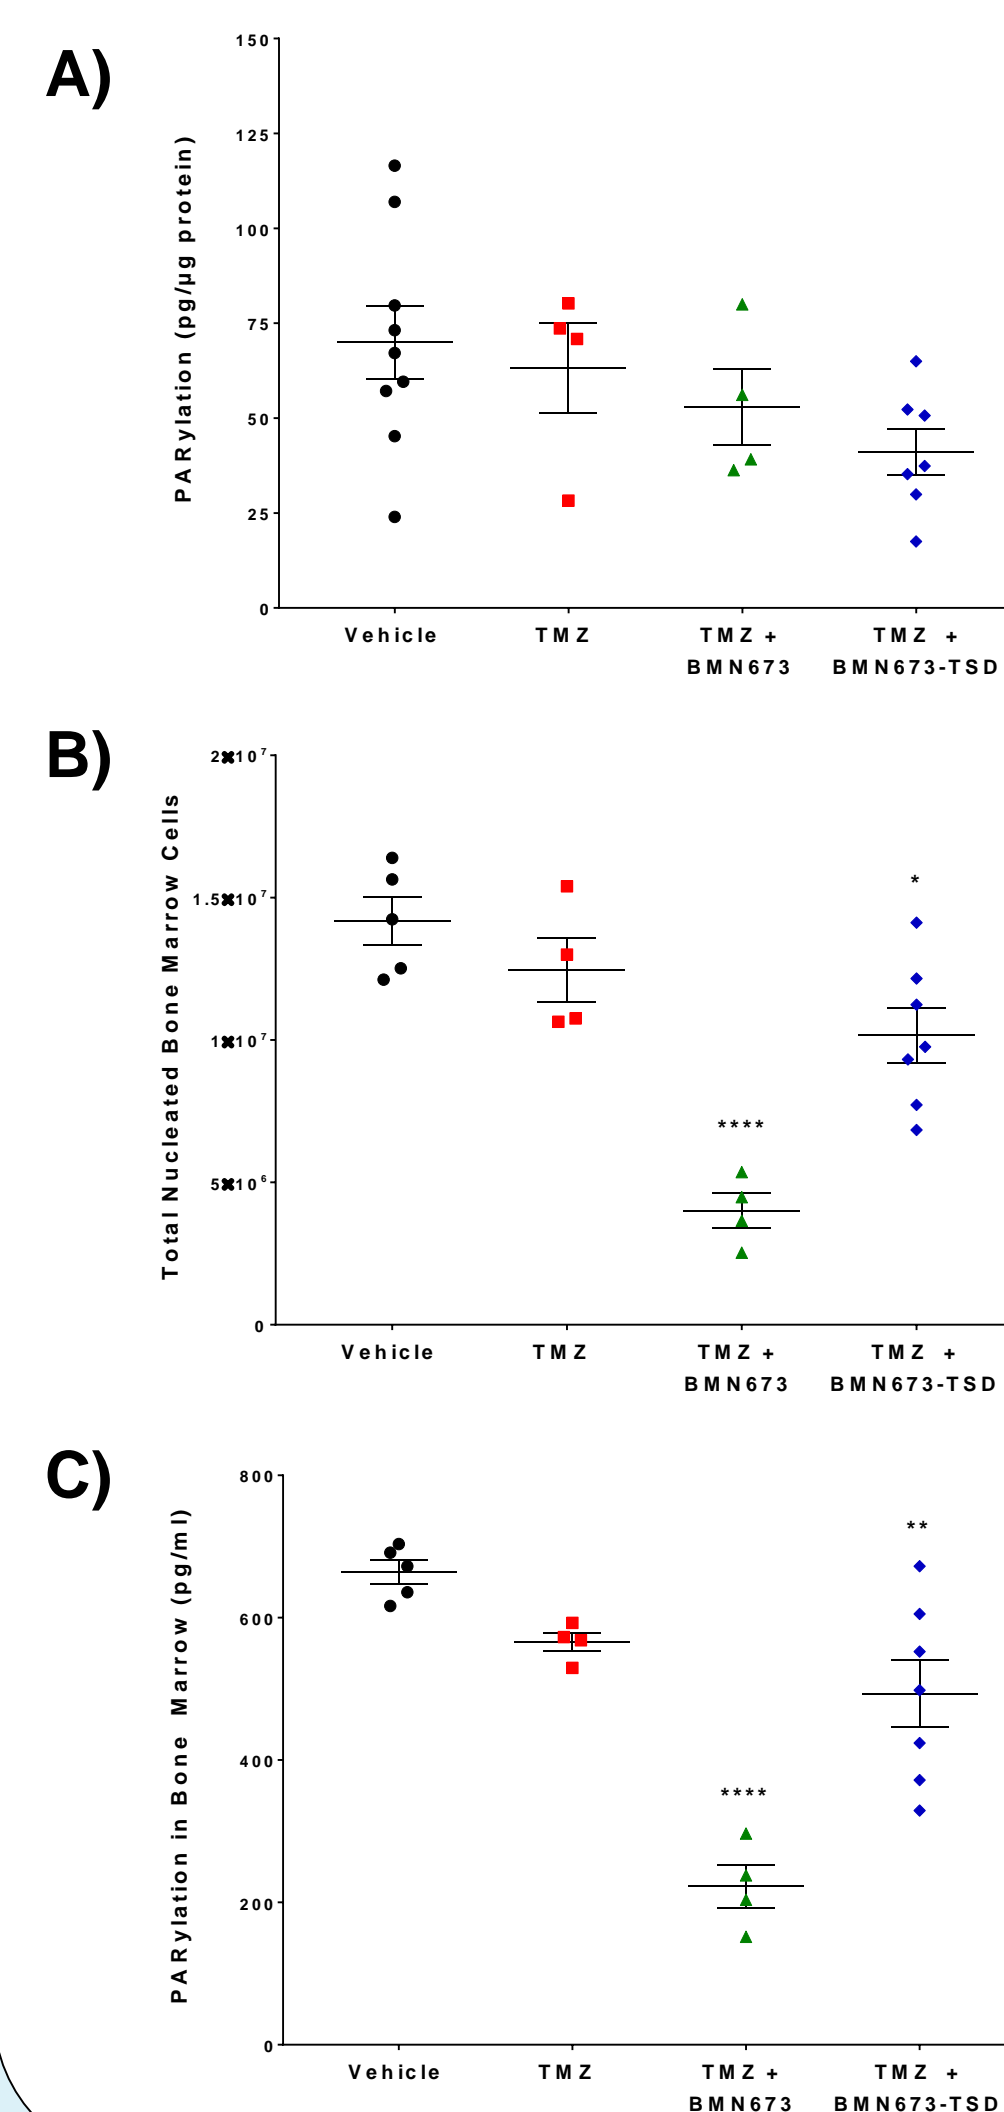 A)
PARylation (pg/µg protein)
150
125
100
75
50
25
0
Vehicle
TMZ
TMZ +
BMN673
TMZ +
BMN673-TSD
B)
Total Nucleated Bone Marrow Cells
2✖10⁷
1.5✖10⁷
1✖10⁷
5✖10⁶
0
****
*
Vehicle
TMZ
TMZ +
BMN673
TMZ +
BMN673-TSD
C)
PARylation in Bone Marrow (pg/ml)
800
600
400
200
0
****
**
Vehicle
TMZ
TMZ +
BMN673
TMZ +
BMN673-TSD